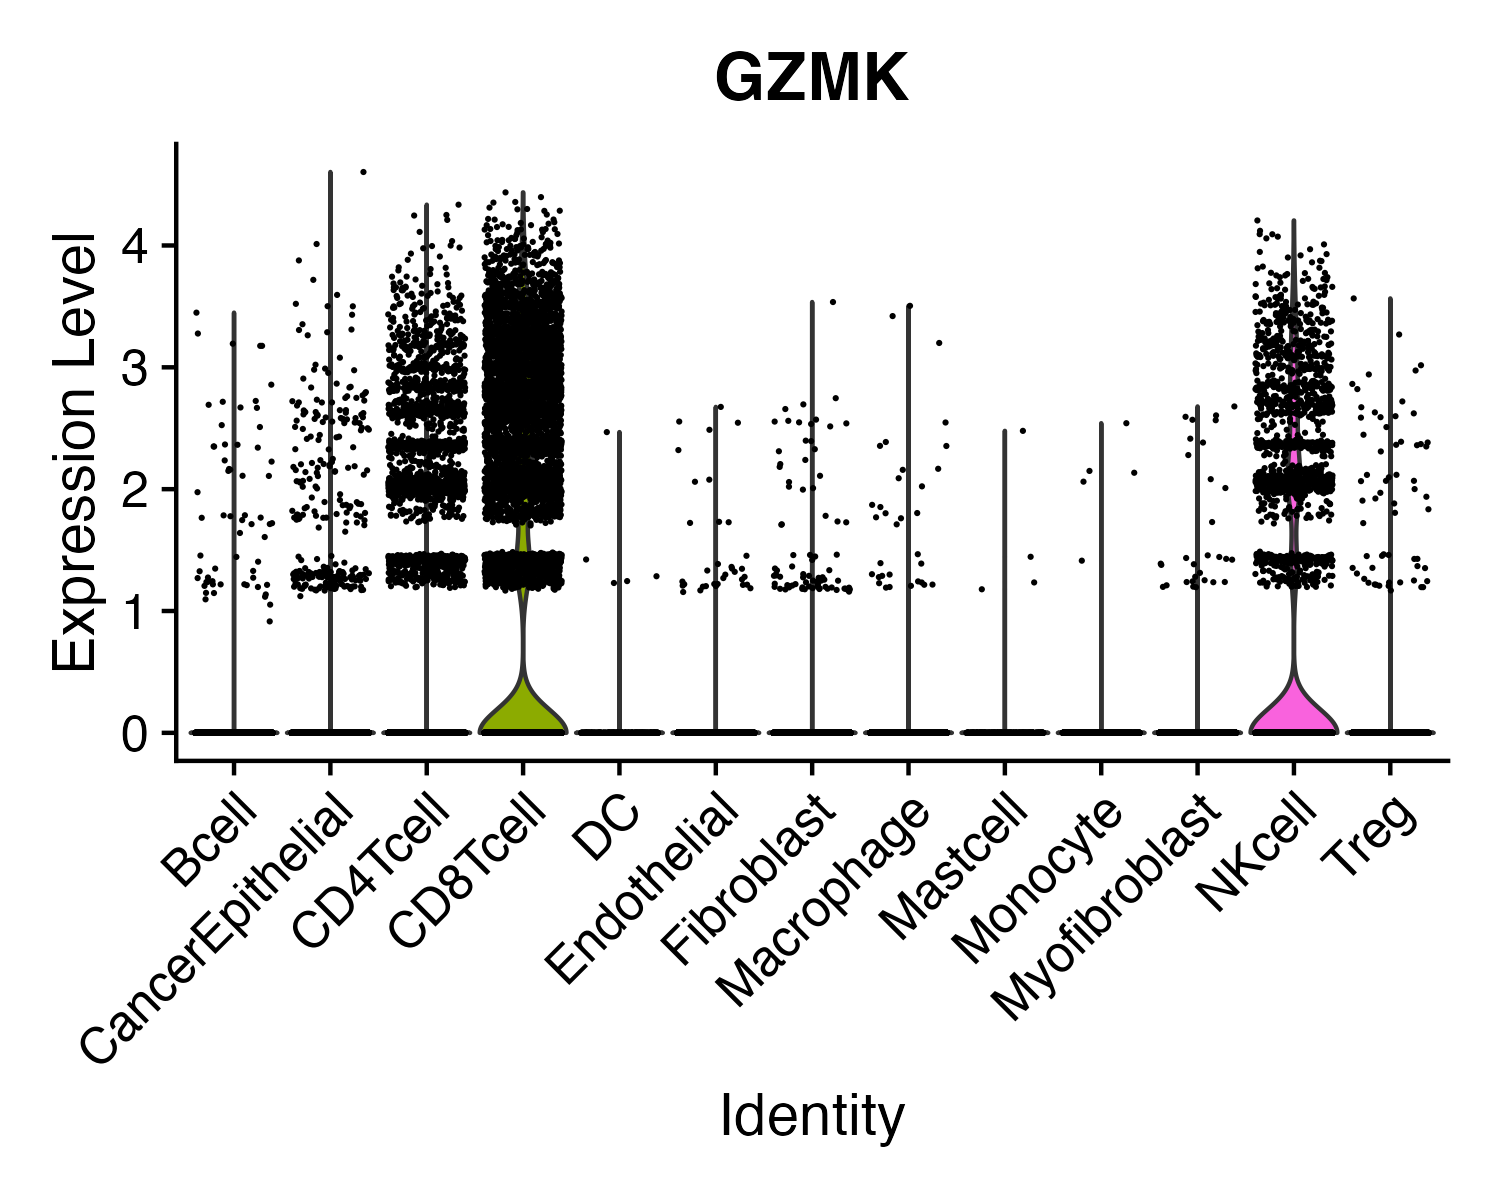 GZMK
Expression Level
4
3
2
1
0
Bcell
CancerEpithelial
CD4Tcell
CD8Tcell
DC
Endothelial
Fibroblast
Macrophage
Mastcell
Monocyte
Myofibroblast
NKcell
Treg
Identity